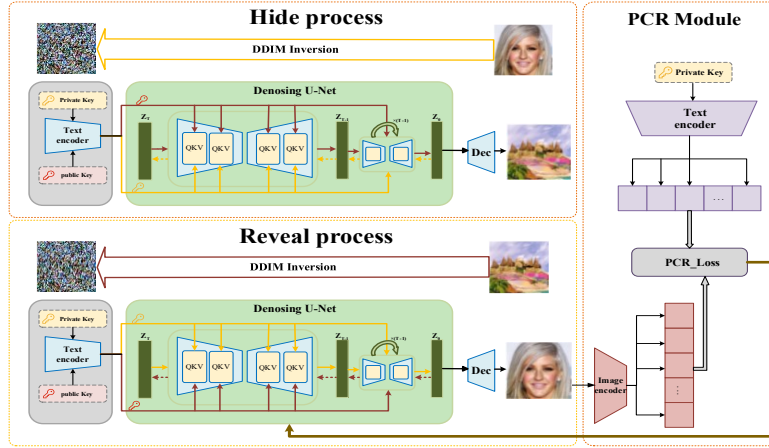 Hide process
DDIM Inversion
Private Key
Text
encoder
public Key
Denosing U-Net
Z_T
QKV
QKV
QKV
QKV
Z_{T-1}
×(T-1)
Z_0
Dec
Reveal process
DDIM Inversion
Private Key
Text
encoder
public Key
Denosing U-Net
Z_T
QKV
QKV
QKV
QKV
Z_{T-1}
×(T-1)
Z_0
Dec
PCR Module
Private Key
Text
encoder
...
PCR_Loss
Image
encoder
...